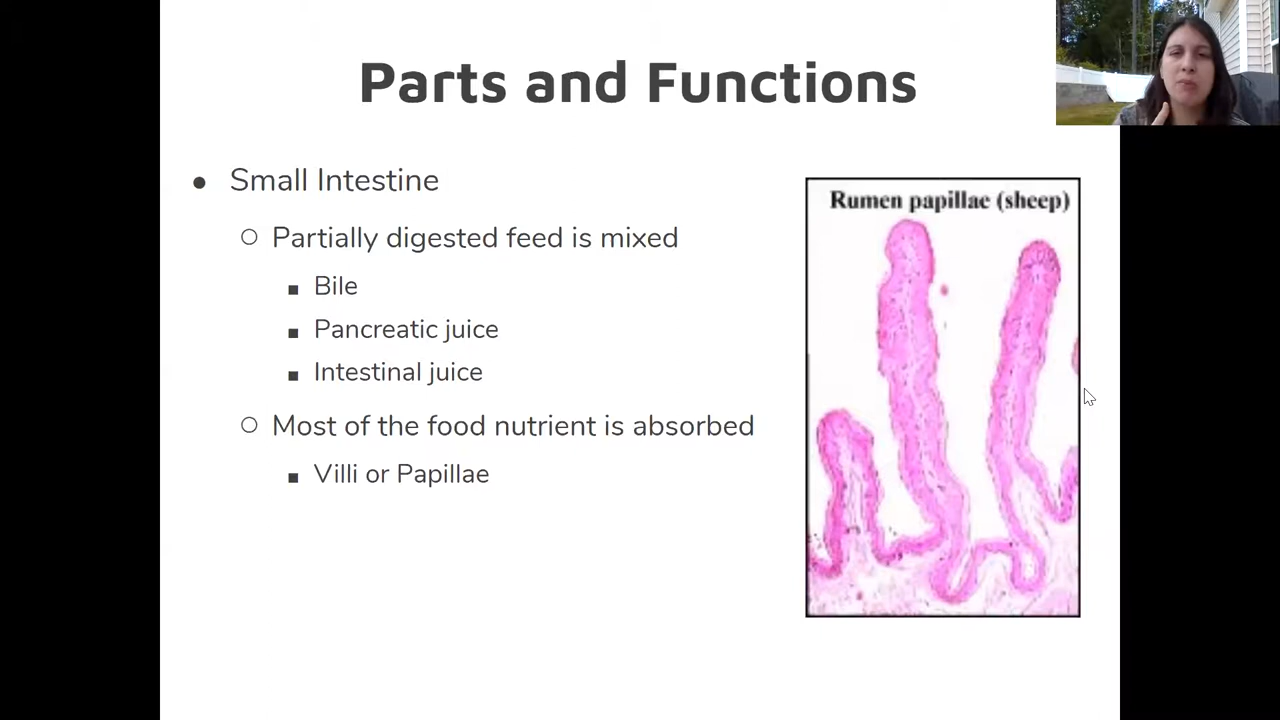 Parts and Functions
● Small Intestine
○ Partially digested feed is mixed
■ Bile
■ Pancreatic juice
■ Intestinal juice
○ Most of the food nutrient is absorbed
■ Villi or Papillae
Rumen papillae (sheep)